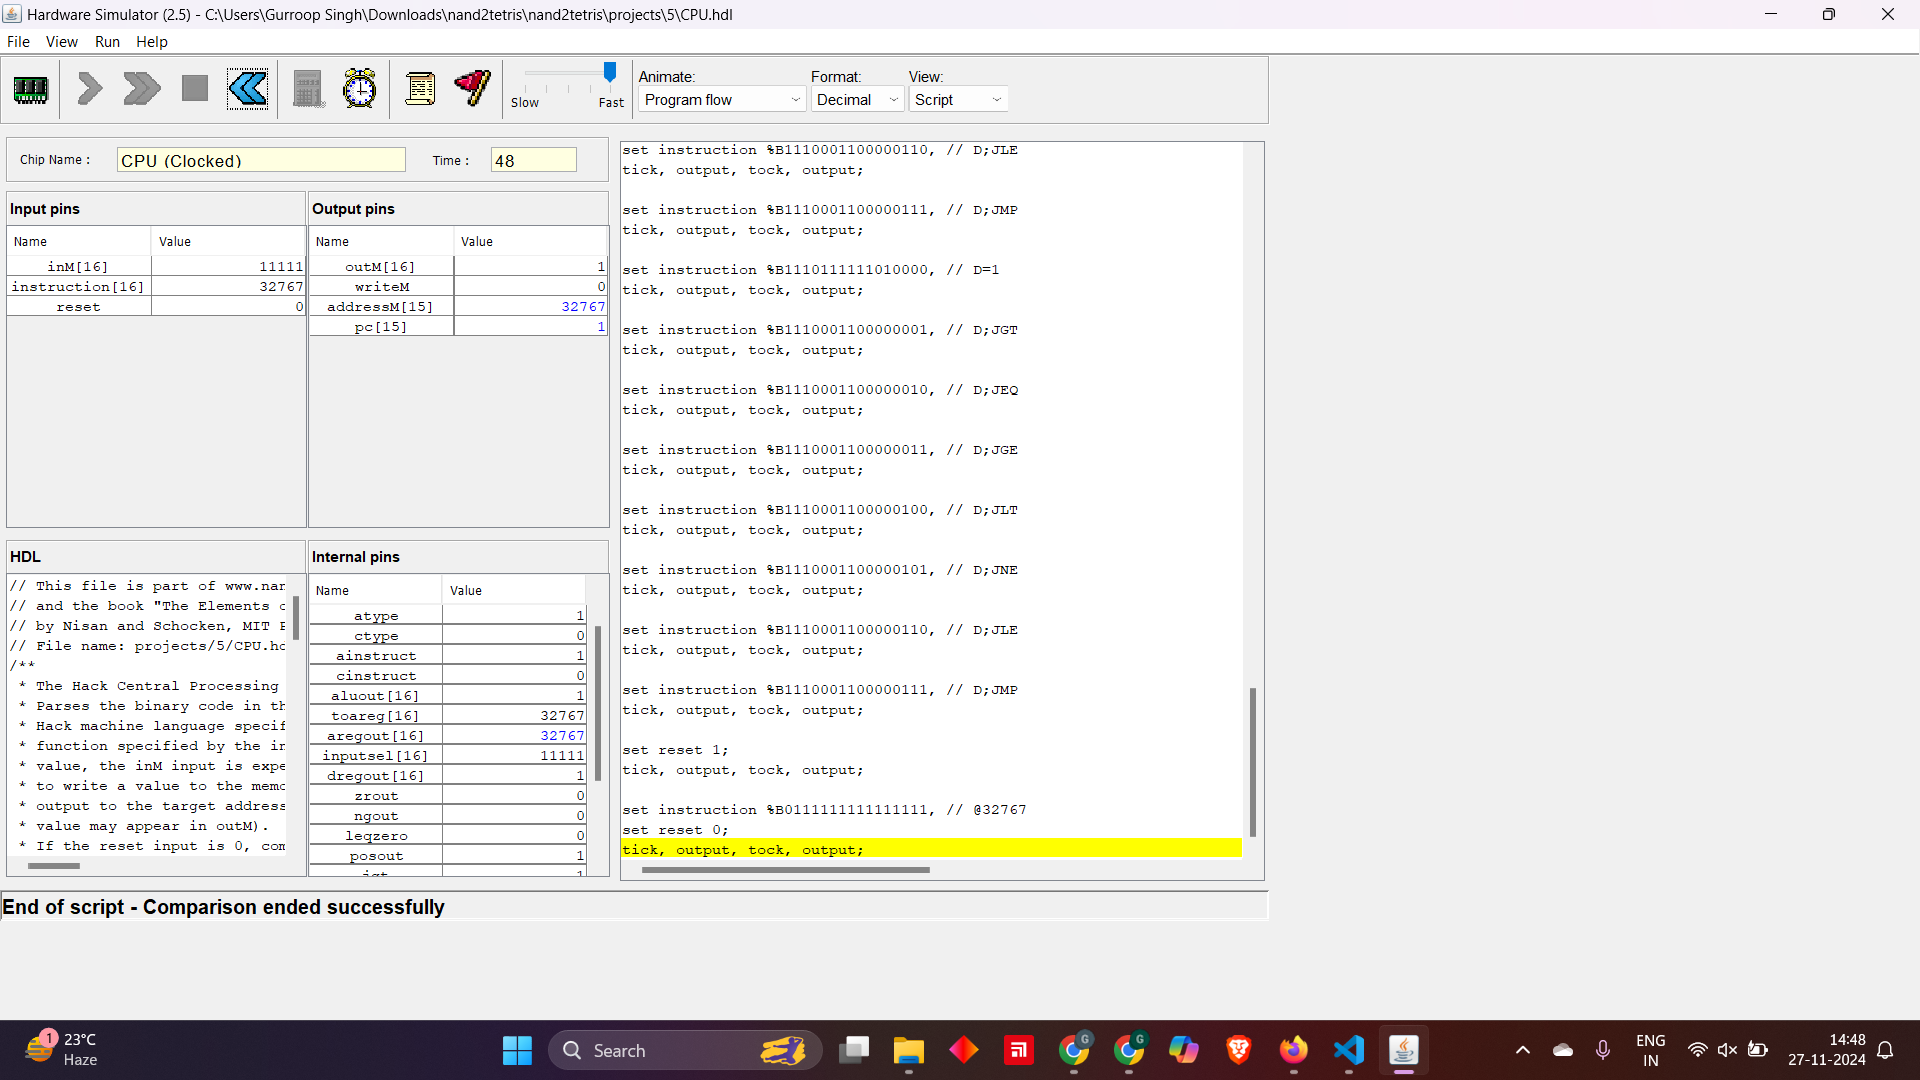 Hardware Simulator (2.5) - C:\Users\Gurroop Singh\Downloads\nand2tetris\nand2tetris\projects\5\CPU.hdl
File View Run Help
Slow Fast
Animate: Format: View:
Program flow Decimal Script
Chip Name : CPU (Clocked) Time : 48
Input pins
Name Value
inM[16] 11111
instruction[16] 32767
reset 0
Output pins
Name Value
outM[16] 1
writeM 0
addressM[15] 32767
pc[15] 1
HDL
// This file is part of www.nan
// and the book "The Elements o
// by Nisan and Schocken, MIT P
// File name: projects/5/CPU.hd
/**
* The Hack Central Processing
* Parses the binary code in th
* Hack machine language specif
* function specified by the in
* value, the inM input is expe
* to write a value to the memo
* output to the target address
* value may appear in outM).
* If the reset input is 0, com
Internal pins
Name Value
atype 1
ctype 0
ainstruct 1
cinstruct 0
aluout[16] 1
toareg[16] 32767
aregout[16] 32767
inputsel[16] 11111
dregout[16] 1
zrout 0
ngout 0
leqzero 0
posout 1
jgt 1
set instruction %B1110001100000110, // D;JLE
tick, output, tock, output;
set instruction %B1110001100000111, // D;JMP
tick, output, tock, output;
set instruction %B1110111111010000, // D=1
tick, output, tock, output;
set instruction %B1110001100000001, // D;JGT
tick, output, tock, output;
set instruction %B1110001100000010, // D;JEQ
tick, output, tock, output;
set instruction %B1110001100000011, // D;JGE
tick, output, tock, output;
set instruction %B1110001100000100, // D;JLT
tick, output, tock, output;
set instruction %B1110001100000101, // D;JNE
tick, output, tock, output;
set instruction %B1110001100000110, // D;JLE
tick, output, tock, output;
set instruction %B1110001100000111, // D;JMP
tick, output, tock, output;
set reset 1;
tick, output, tock, output;
set instruction %B0111111111111111, // @32767
set reset 0;
tick, output, tock, output;
End of script - Comparison ended successfully
1
23°C
Haze
Search
G
G
ENG
IN
14:48
27-11-2024